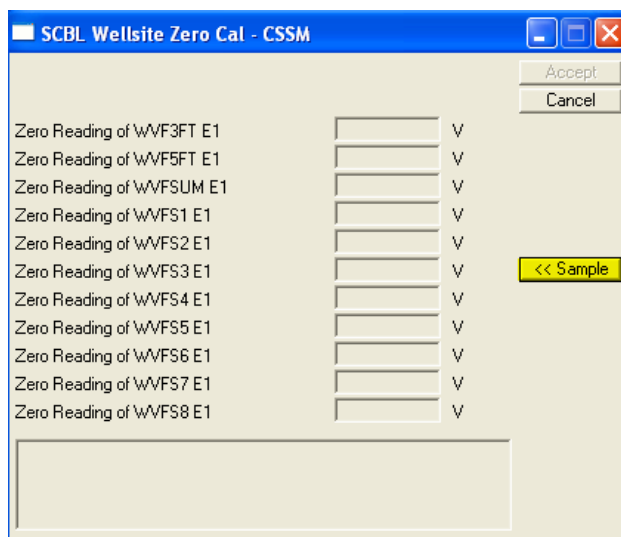 SCBL Wellsite Zero Cal - CSSM
Accept
Cancel
Zero Reading of WVF3FT E1 V
Zero Reading of WVF5FT E1 V
Zero Reading of WVFSUM E1 V
Zero Reading of WVFS1 E1 V
Zero Reading of WVFS2 E1 V
Zero Reading of WVFS3 E1 V << Sample
Zero Reading of WVFS4 E1 V
Zero Reading of WVFS5 E1 V
Zero Reading of WVFS6 E1 V
Zero Reading of WVFS7 E1 V
Zero Reading of WVFS8 E1 V